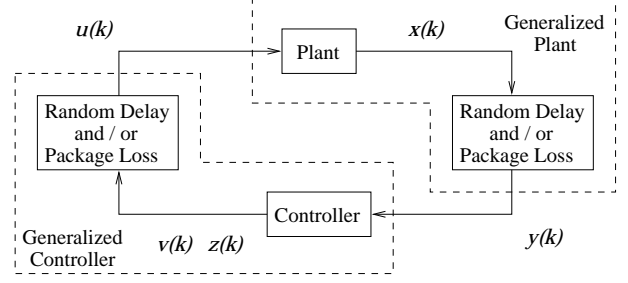 u(k)
Plant
x(k)
Generalized
Plant
Random Delay
and / or
Package Loss
Random Delay
and / or
Package Loss
Generalized
Controller
v(k) z(k)
Controller
y(k)